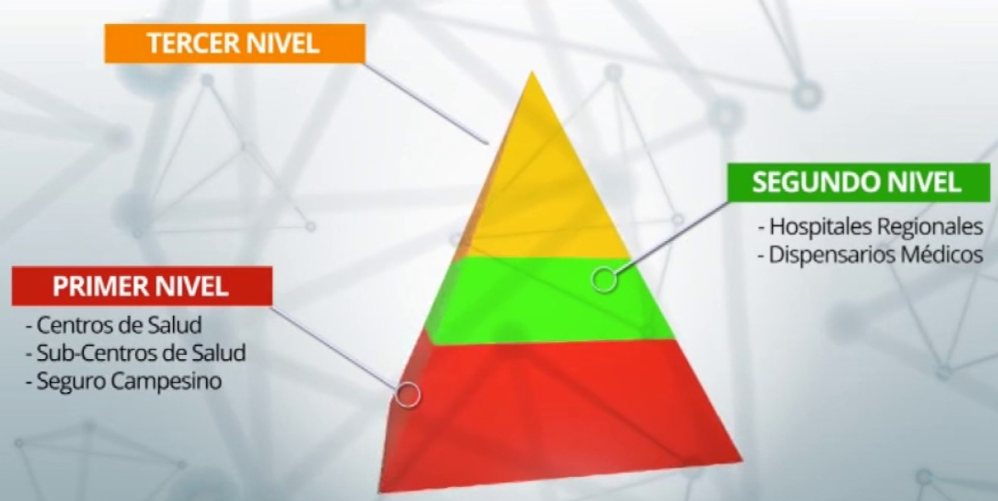 TERCER NIVEL
SEGUNDO NIVEL
- Hospitales Regionales
- Dispensarios Médicos
PRIMER NIVEL
- Centros de Salud
- Sub-Centros de Salud
- Seguro Campesino